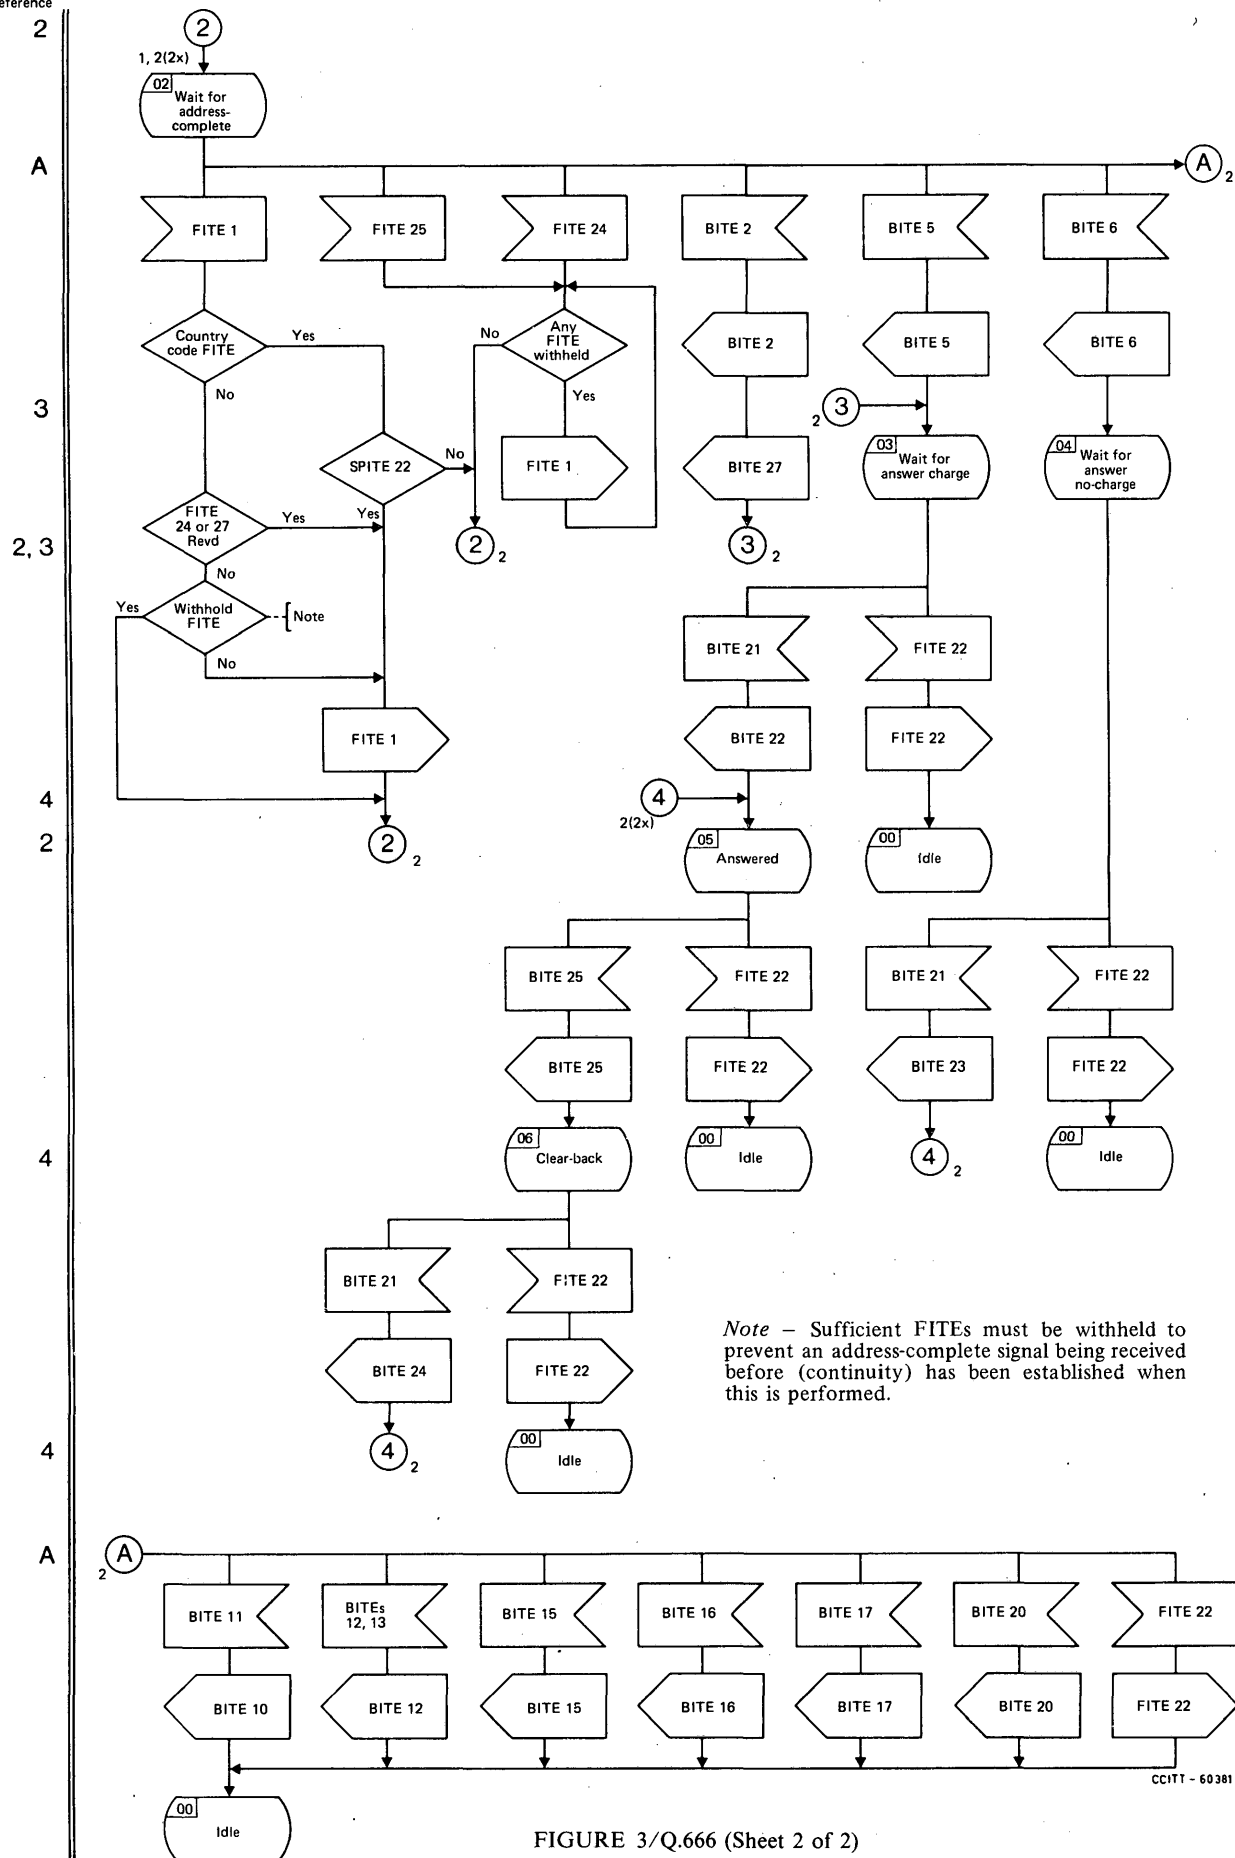 eference
2
2
1, 2(2x)
02
Wait for
address-
complete
A
A
2
FITE 1
FITE 25
FITE 24
BITE 2
BITE 5
BITE 6
Country
code FITE
Yes
No
Any
FITE
withheld
BITE 2
BITE 5
BITE 6
No
Yes
3
2
3
SPITE 22
No
FITE 1
BITE 27
03
Wait for
answer charge
04
Wait for
answer
no-charge
FITE
24 or 27
Revd
Yes
Yes
2, 3
2
2
3
2
No
Yes
Withhold
FITE
Note
No
BITE 21
FITE 22
FITE 1
BITE 22
FITE 22
4
4
2(2x)
2
2
2
05
Answered
00
Idle
BITE 25
FITE 22
BITE 21
FITE 22
BITE 25
FITE 22
BITE 23
FITE 22
4
06
Clear-back
00
Idle
4
2
00
Idle
BITE 21
FITE 22
Note – Sufficient FITEs must be withheld to
prevent an address-complete signal being received
before (continuity) has been established when
this is performed.
BITE 24
FITE 22
4
4
2
00
Idle
A
2
A
BITE 11
BITEs
12, 13
BITE 15
BITE 16
BITE 17
BITE 20
FITE 22
BITE 10
BITE 12
BITE 15
BITE 16
BITE 17
BITE 20
FITE 22
CCITT - 60381
00
Idle
FIGURE 3/Q.666 (Sheet 2 of 2)